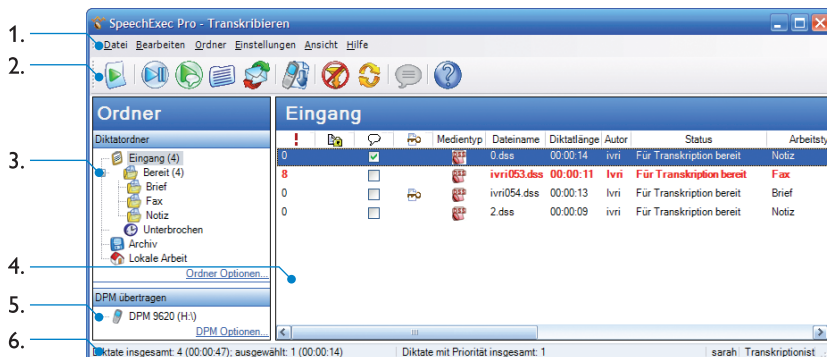 SpeechExec Pro - Transkribieren
1.
Datei Bearbeiten Ordner Einstellungen Ansicht Hilfe
2.
Ordner
Eingang
Diktatordner
! Medientyp Dateiname Diktatlänge Autor Status Arbeitsty
3.
Eingang (4)
Bereit (4)
Brief
Fax
Notiz
Unterbrochen
Archiv
Lokale Arbeit
Ordner Optionen...
0 0.dss 00:00:14 ivri Für Transkription bereit Notiz
8 ivri053.dss 00:00:11 Ivri Für Transkription bereit Fax
0 ivri054.dss 00:00:13 Ivri Für Transkription bereit Brief
0 2.dss 00:00:09 ivri Für Transkription bereit Notiz
4.
DPM übertragen
5.
DPM 9620 (H:\)
DPM Optionen...
6.
Diktate insgesamt: 4 (00:00:47); ausgewählt: 1 (00:00:14) Diktate mit Priorität insgesamt: 1 sarah Transkriptionist